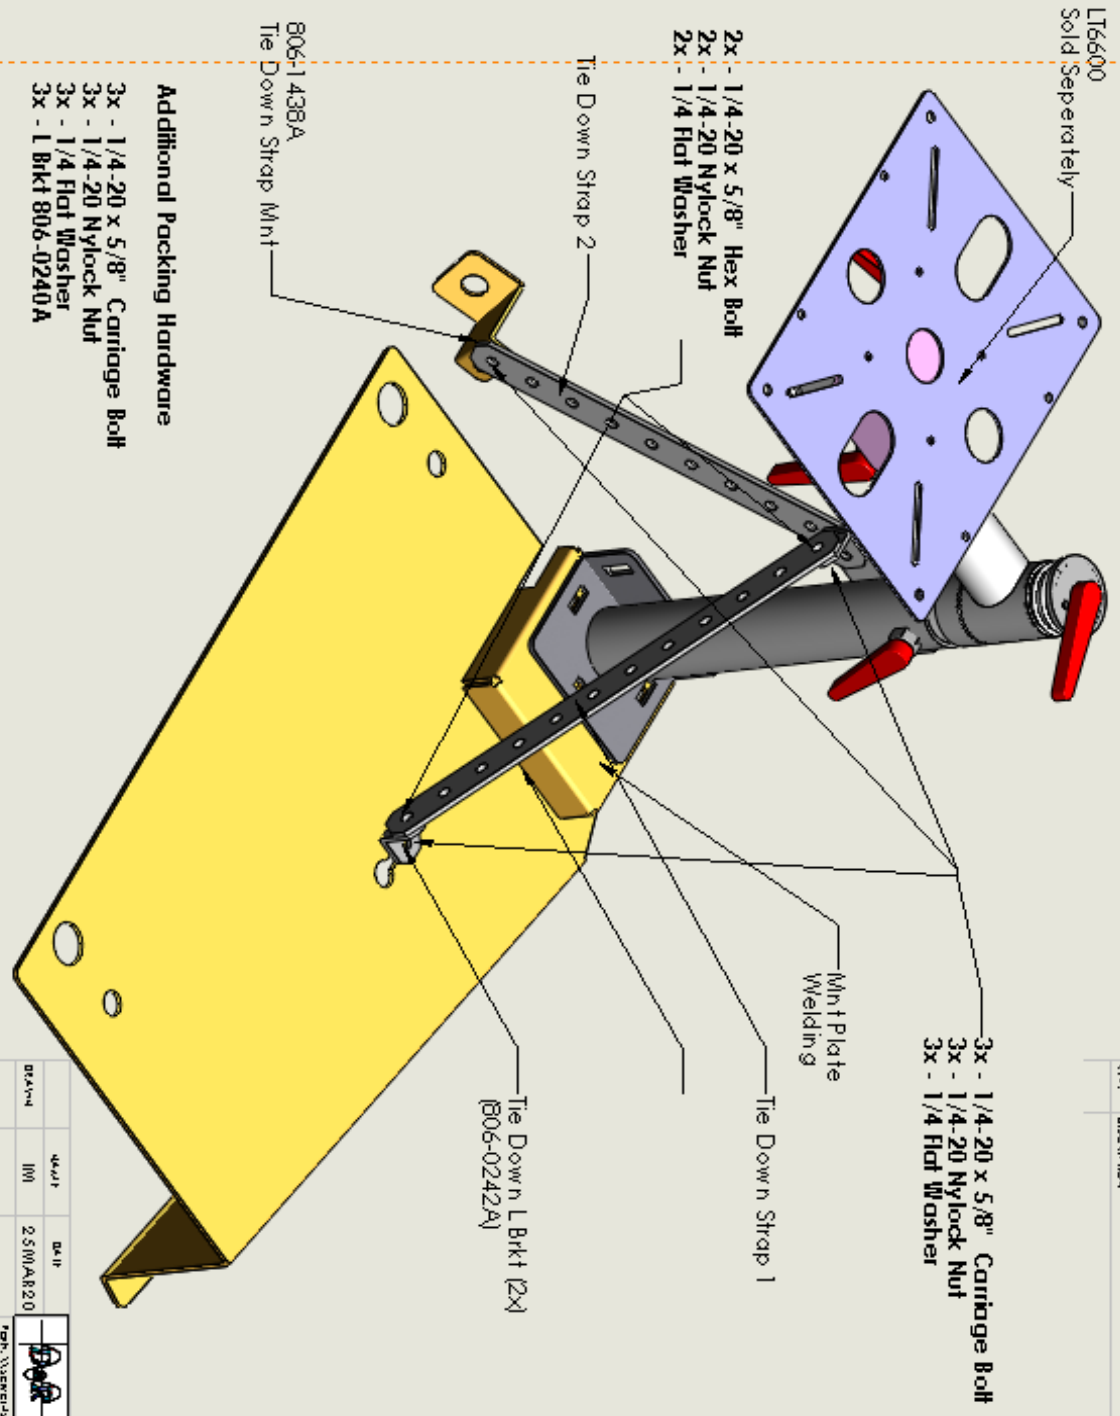 LT6600
Sold Seperately
2x - 1/4-20 x 5/8" Hex Bolt
2x - 1/4-20 Nylock Nut
2x - 1/4 Flat Washer
Tie Down Strap 2
806-1438A
Tie Down Strap Mnt
Additional Packing Hardware
3x - 1/4-20 x 5/8" Carriage Bolt
3x - 1/4-20 Nylock Nut
3x - 1/4 Flat Washer
3x - L Brkt 806-0240A
3x - 1/4-20 x 5/8" Carriage Bolt
3x - 1/4-20 Nylock Nut
3x - 1/4 Flat Washer
Mnt Plate
Welding
Tie Down Strap 1
Tie Down L Brkt (2x)
(806-0242A)
NAME DATE
DRAWN IM 25MAR20